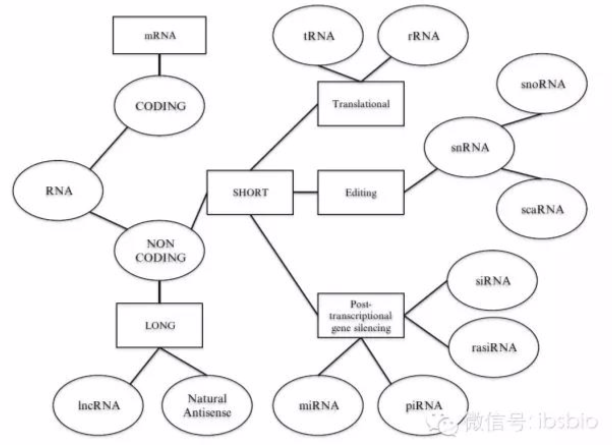 mRNA
tRNA
rRNA
snoRNA
CODING
Translational
snRNA
RNA
SHORT
Editing
scaRNA
NON
CODING
siRNA
LONG
Post-
transcriptional
gene silencing
rasiRNA
lncRNA
Natural
Antisense
miRNA
piRNA
微信号: ibsbio